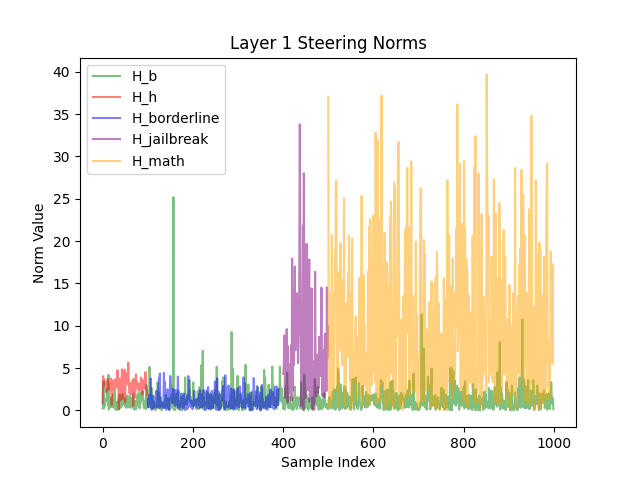 Layer 1 Steering Norms
H_b
H_h
H_borderline
H_jailbreak
H_math
Norm Value
40
35
30
25
20
15
10
5
0
0 200 400 600 800 1000
Sample Index